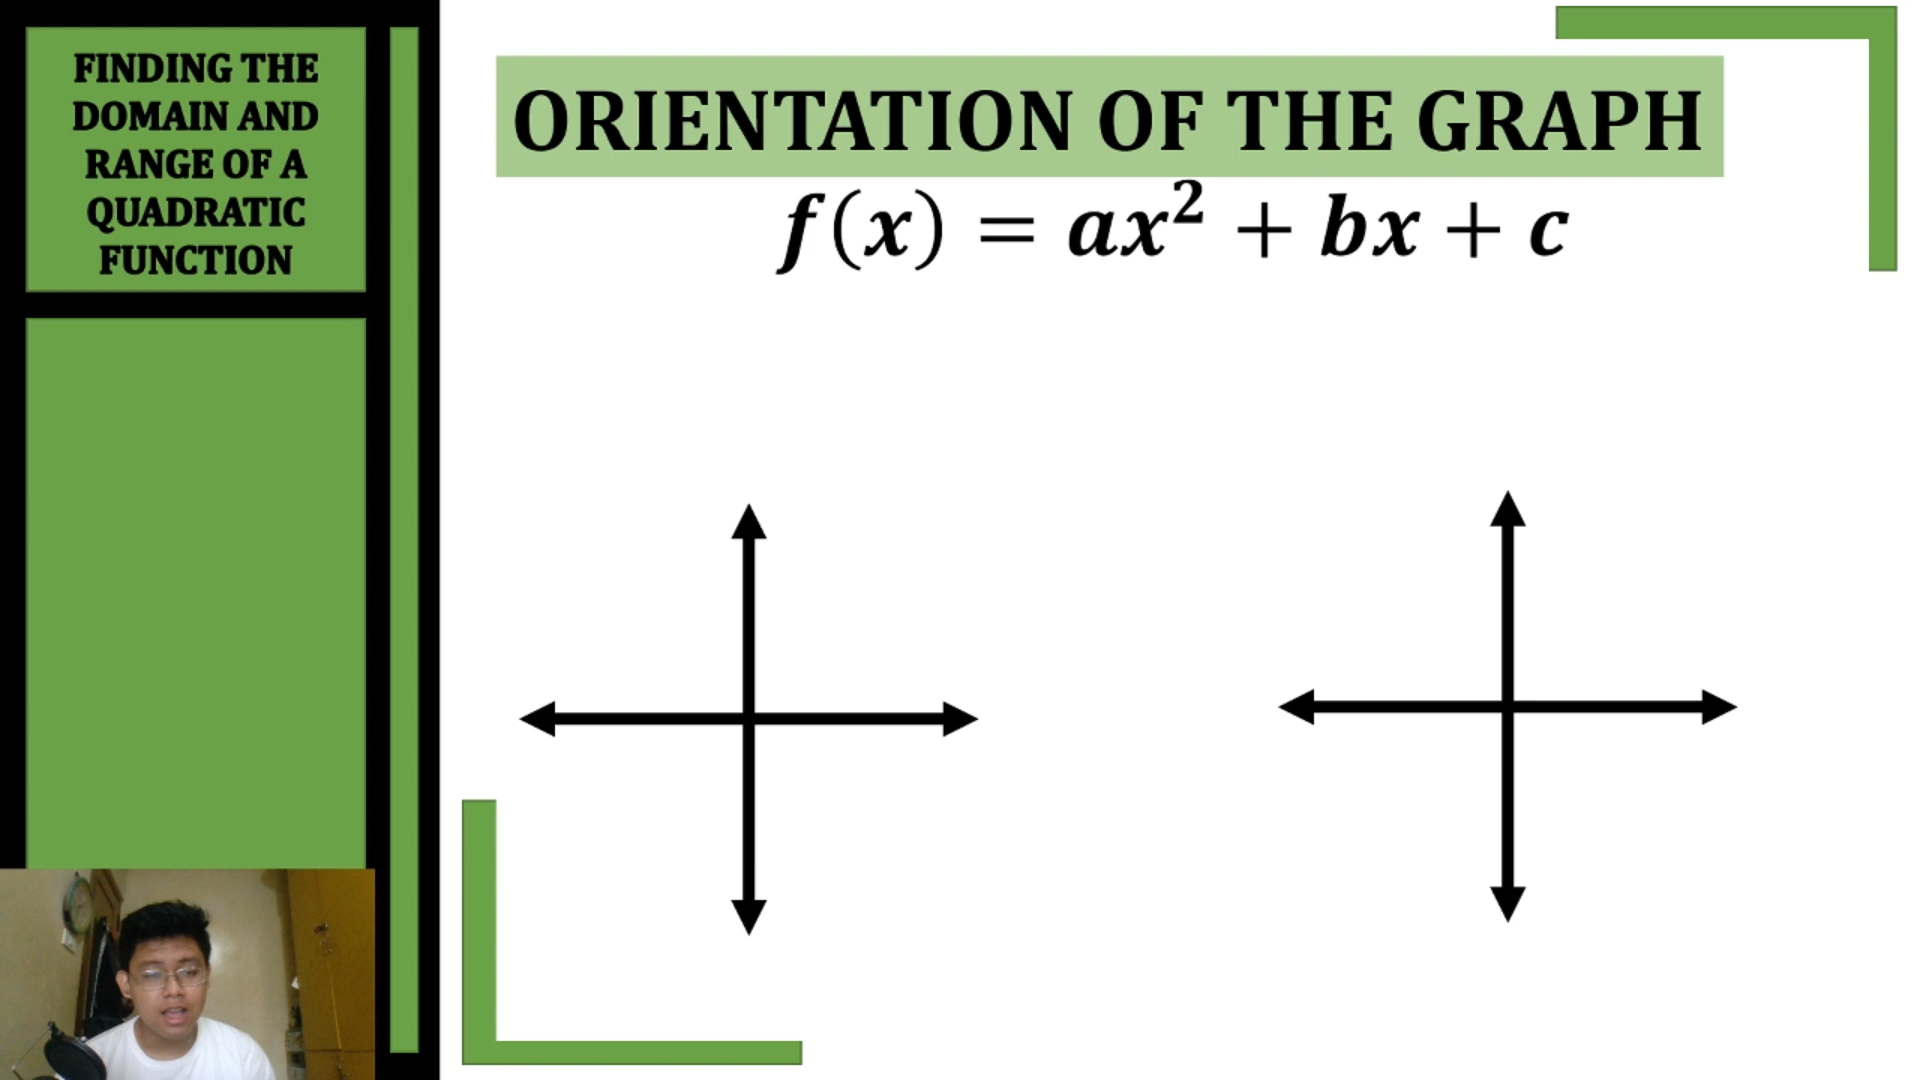 FINDING THE
DOMAIN AND
RANGE OF A
QUADRATIC
FUNCTION
ORIENTATION OF THE GRAPH
f(x) = ax² + bx + c